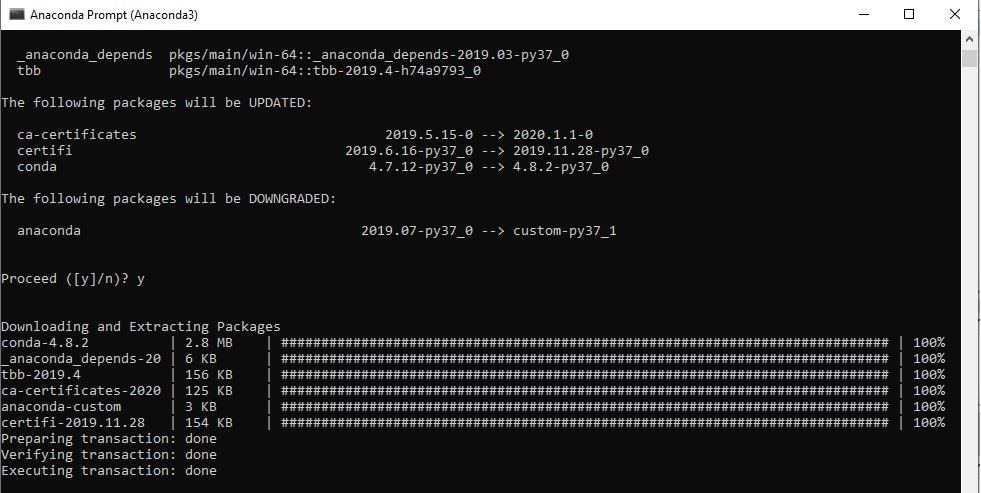 Anaconda Prompt (Anaconda3)
_anaconda_depends  pkgs/main/win-64::_anaconda_depends-2019.03-py37_0
tbb                pkgs/main/win-64::tbb-2019.4-h74a9793_0
The following packages will be UPDATED:
ca-certificates                               2019.5.15-0 --> 2020.1.1-0
certifi                                  2019.6.16-py37_0 --> 2019.11.28-py37_0
conda                                       4.7.12-py37_0 --> 4.8.2-py37_0
The following packages will be DOWNGRADED:
anaconda                                   2019.07-py37_0 --> custom-py37_1
Proceed ([y]/n)? y
Downloading and Extracting Packages
conda-4.8.2          | 2.8 MB    | ############################################################################ | 100%
_anaconda_depends-20 | 6 KB      | ############################################################################ | 100%
tbb-2019.4           | 156 KB    | ############################################################################ | 100%
ca-certificates-2020 | 125 KB    | ############################################################################ | 100%
anaconda-custom      | 3 KB      | ############################################################################ | 100%
certifi-2019.11.28   | 154 KB    | ############################################################################ | 100%
Preparing transaction: done
Verifying transaction: done
Executing transaction: done